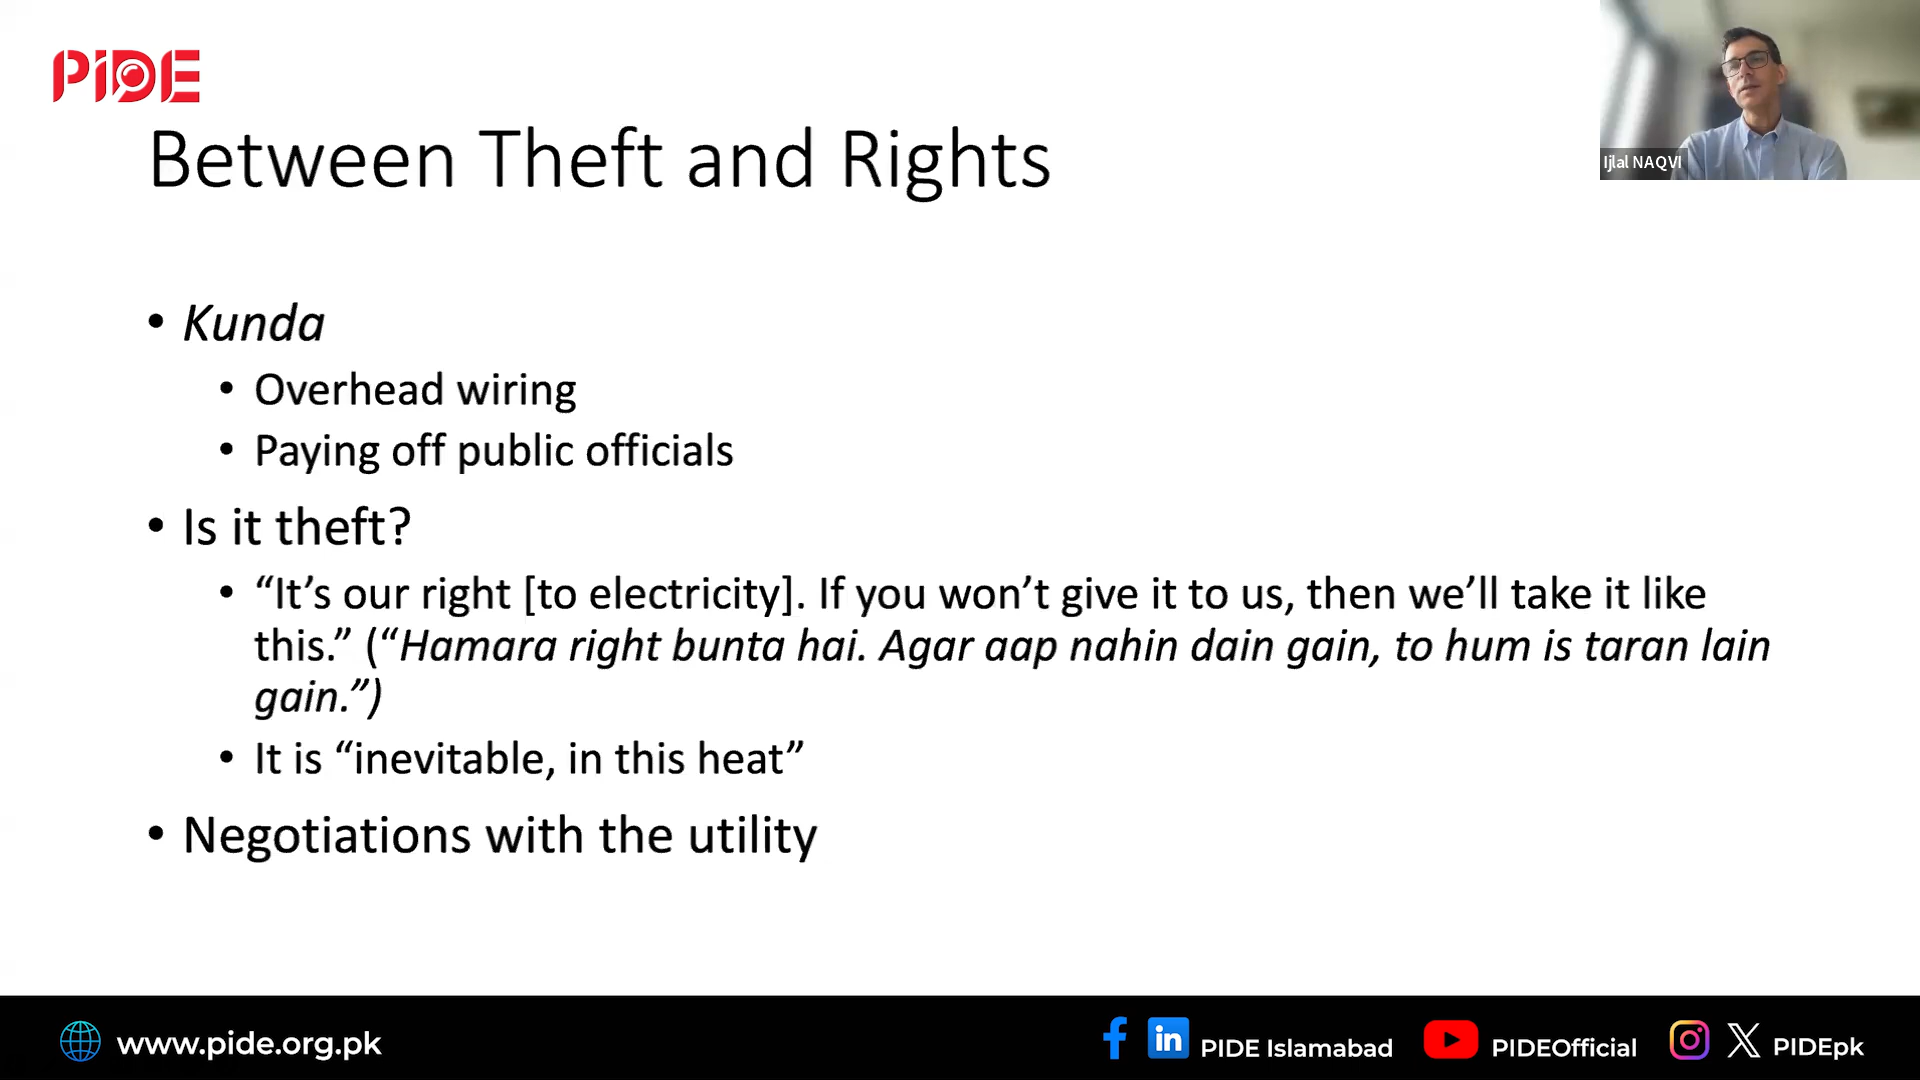 PIDE
Ijlal NAQVI
Between Theft and Rights
• Kunda
• Overhead wiring
• Paying off public officials
• Is it theft?
• “It’s our right [to electricity]. If you won’t give it to us, then we’ll take it like
this.” (“Hamara right bunta hai. Agar aap nahin dain gain, to hum is taran lain
gain.”)
• It is “inevitable, in this heat”
• Negotiations with the utility
www.pide.org.pk
PIDE Islamabad
PIDEOfficial
PIDEpk